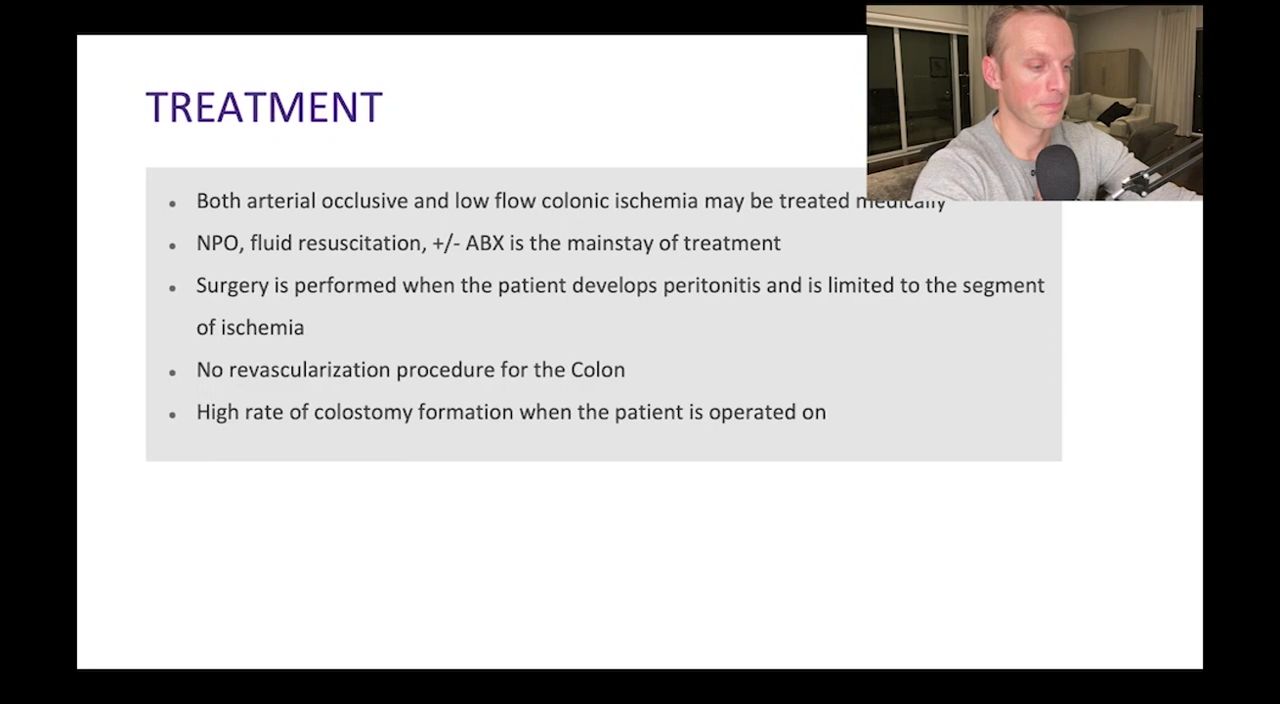 TREATMENT
Both arterial occlusive and low flow colonic ischemia may be treated medically
NPO, fluid resuscitation, +/- ABX is the mainstay of treatment
Surgery is performed when the patient develops peritonitis and is limited to the segment
of ischemia
No revascularization procedure for the Colon
High rate of colostomy formation when the patient is operated on